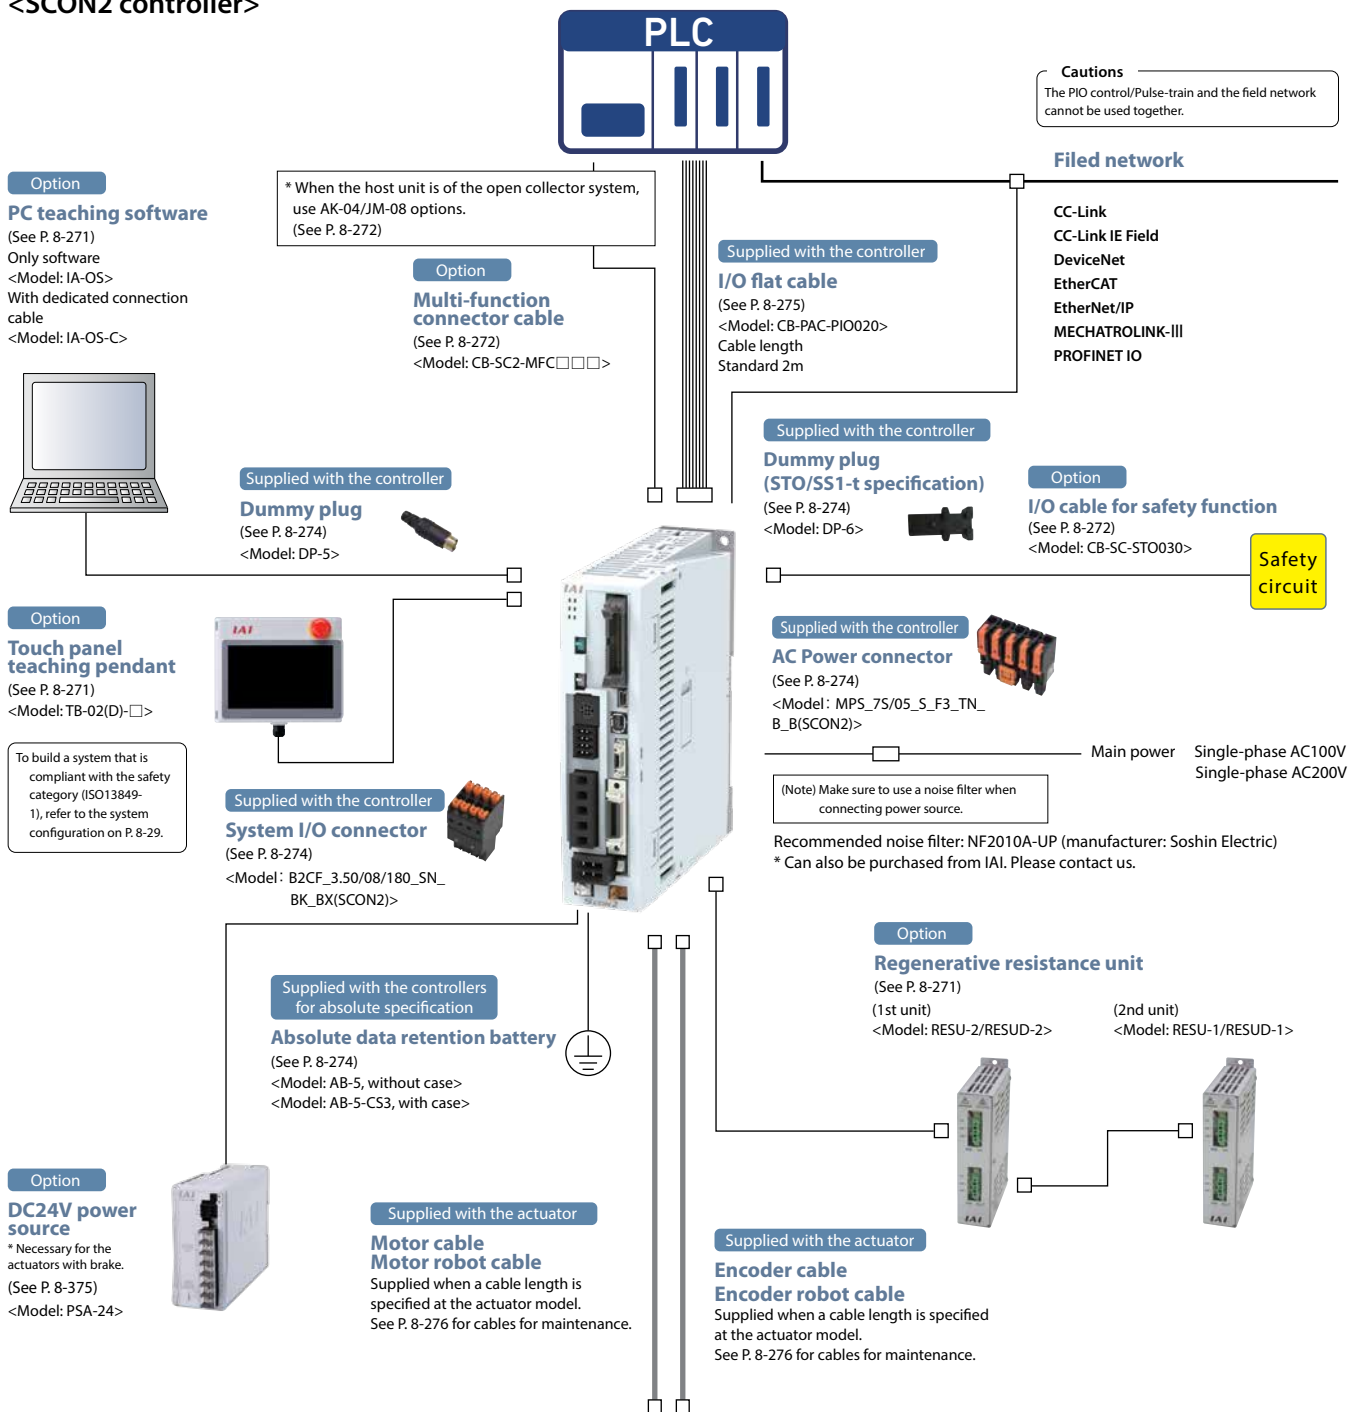 <SCON2 controller>
PLC
Cautions
The PIO control/Pulse-train and the field network
cannot be used together.
Filed network
CC-Link
CC-Link IE Field
DeviceNet
EtherCAT
EtherNet/IP
MECHATROLINK-III
PROFINET IO
Option
PC teaching software
(See P. 8-271)
Only software
<Model: IA-OS>
With dedicated connection
cable
<Model: IA-OS-C>
* When the host unit is of the open collector system,
use AK-04/JM-08 options.
(See P. 8-272)
Option
Multi-function
connector cable
(See P. 8-272)
<Model: CB-SC2-MFC□□□>
Supplied with the controller
I/O flat cable
(See P. 8-275)
<Model: CB-PAC-PIO020>
Cable length
Standard 2m
Supplied with the controller
Dummy plug
(See P. 8-274)
<Model: DP-5>
Supplied with the controller
Dummy plug
(STO/SS1-t specification)
(See P. 8-274)
<Model: DP-6>
Option
I/O cable for safety function
(See P. 8-272)
<Model: CB-SC-STO030>
Safety
circuit
Option
Touch panel
teaching pendant
(See P. 8-271)
<Model: TB-02(D)-□>
IAI
IAI
To build a system that is
compliant with the safety
category (ISO13849-
1), refer to the system
configuration on P. 8-29.
Supplied with the controller
AC Power connector
(See P. 8-274)
<Model: MPS_7S/05_S_F3_TN_
B_B(SCON2)>
Main power
Single-phase AC100V
Single-phase AC200V
(Note) Make sure to use a noise filter when
connecting power source.
Recommended noise filter: NF2010A-UP (manufacturer: Soshin Electric)
* Can also be purchased from IAI. Please contact us.
Supplied with the controller
System I/O connector
(See P. 8-274)
<Model: B2CF_3.50/08/180_SN_
BK_BX(SCON2)>
SCON2
Option
Regenerative resistance unit
(See P. 8-271)
(1st unit)
<Model: RESU-2/RESUD-2>
(2nd unit)
<Model: RESU-1/RESUD-1>
IAI
IAI
Supplied with the controllers
for absolute specification
Absolute data retention battery
(See P. 8-274)
<Model: AB-5, without case>
<Model: AB-5-CS3, with case>
Option
DC24V power
source
* Necessary for the
actuators with brake.
(See P. 8-375)
<Model: PSA-24>
IAI
Supplied with the actuator
Motor cable
Motor robot cable
Supplied when a cable length is
specified at the actuator model.
See P. 8-276 for cables for maintenance.
Supplied with the actuator
Encoder cable
Encoder robot cable
Supplied when a cable length is specified
at the actuator model.
See P. 8-276 for cables for maintenance.